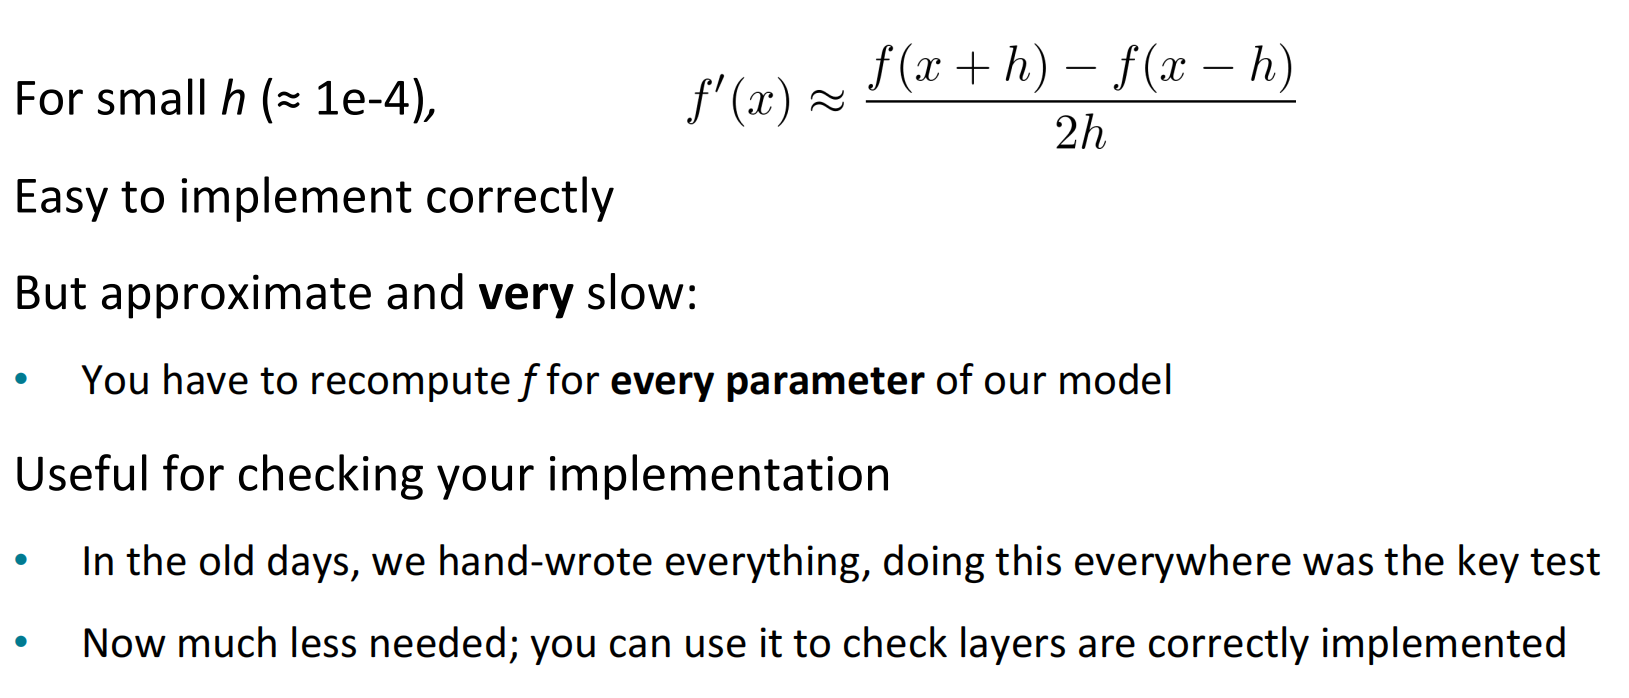 For small h (≈ 1e-4), f′(x) ≈ \frac{f(x + h) − f(x − h)}{2h}
Easy to implement correctly
But approximate and very slow:
• You have to recompute f for every parameter of our model
Useful for checking your implementation
• In the old days, we hand-wrote everything, doing this everywhere was the key test
• Now much less needed; you can use it to check layers are correctly implemented